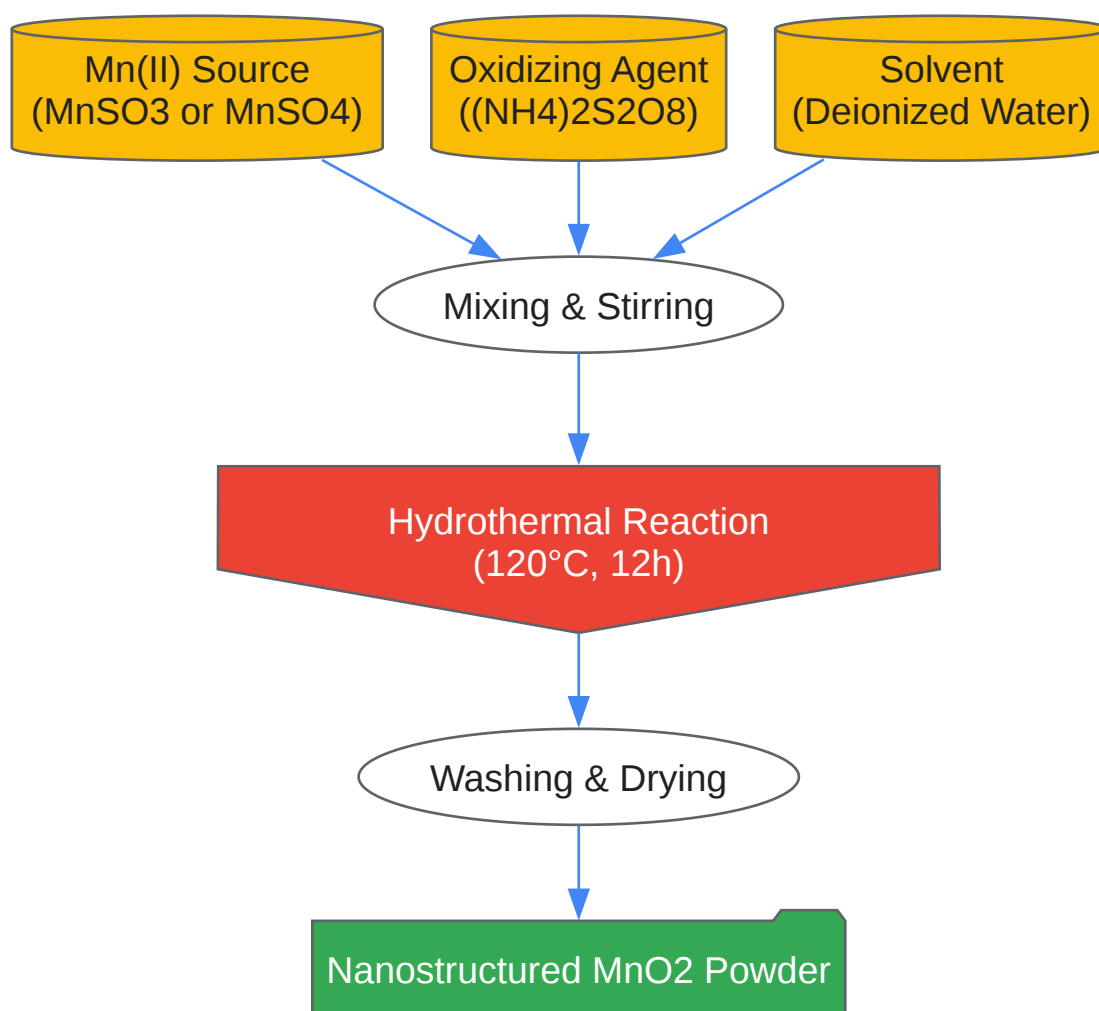 Mn(II) Source
(MnSO3 or MnSO4)
Oxidizing Agent
((NH4)2S2O8)
Solvent
(Deionized Water)
Mixing & Stirring
Hydrothermal Reaction
(120°C, 12h)
Washing & Drying
Nanostructured MnO2 Powder